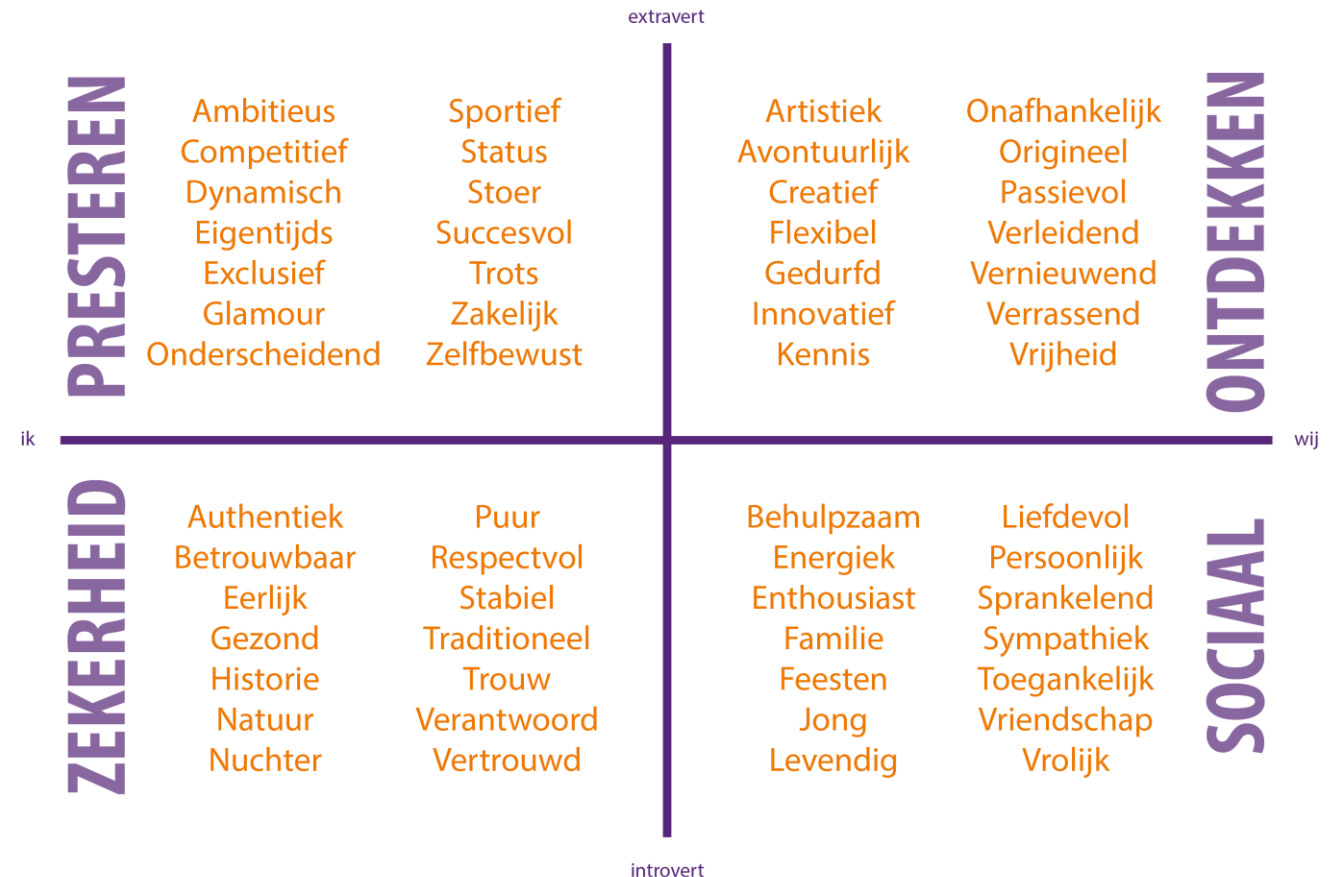 extravert
PRESTEREN
Ambitieus
Competitief
Dynamisch
Eigentijds
Exclusief
Glamour
Onderscheidend
Sportief
Status
Stoer
Succesvol
Trots
Zakelijk
Zelfbewust
Artistiek
Avontuurlijk
Creatief
Flexibel
Gedurfd
Innovatief
Kennis
Onafhankelijk
Origineel
Passievol
Verleidend
Vernieuwend
Verrassend
Vrijheid
ONTDEKKEN
ik
wij
ZEKERHEID
Authentiek
Betrouwbaar
Eerlijk
Gezond
Historie
Natuur
Nuchter
Puur
Respectvol
Stabiel
Traditioneel
Trouw
Verantwoord
Vertrouwd
Behulpzaam
Energiek
Enthousiast
Familie
Feesten
Jong
Levendig
Liefdevol
Persoonlijk
Sprankelend
Sympathiek
Toegankelijk
Vriendschap
Vrolijk
SOCIAAL
introvert